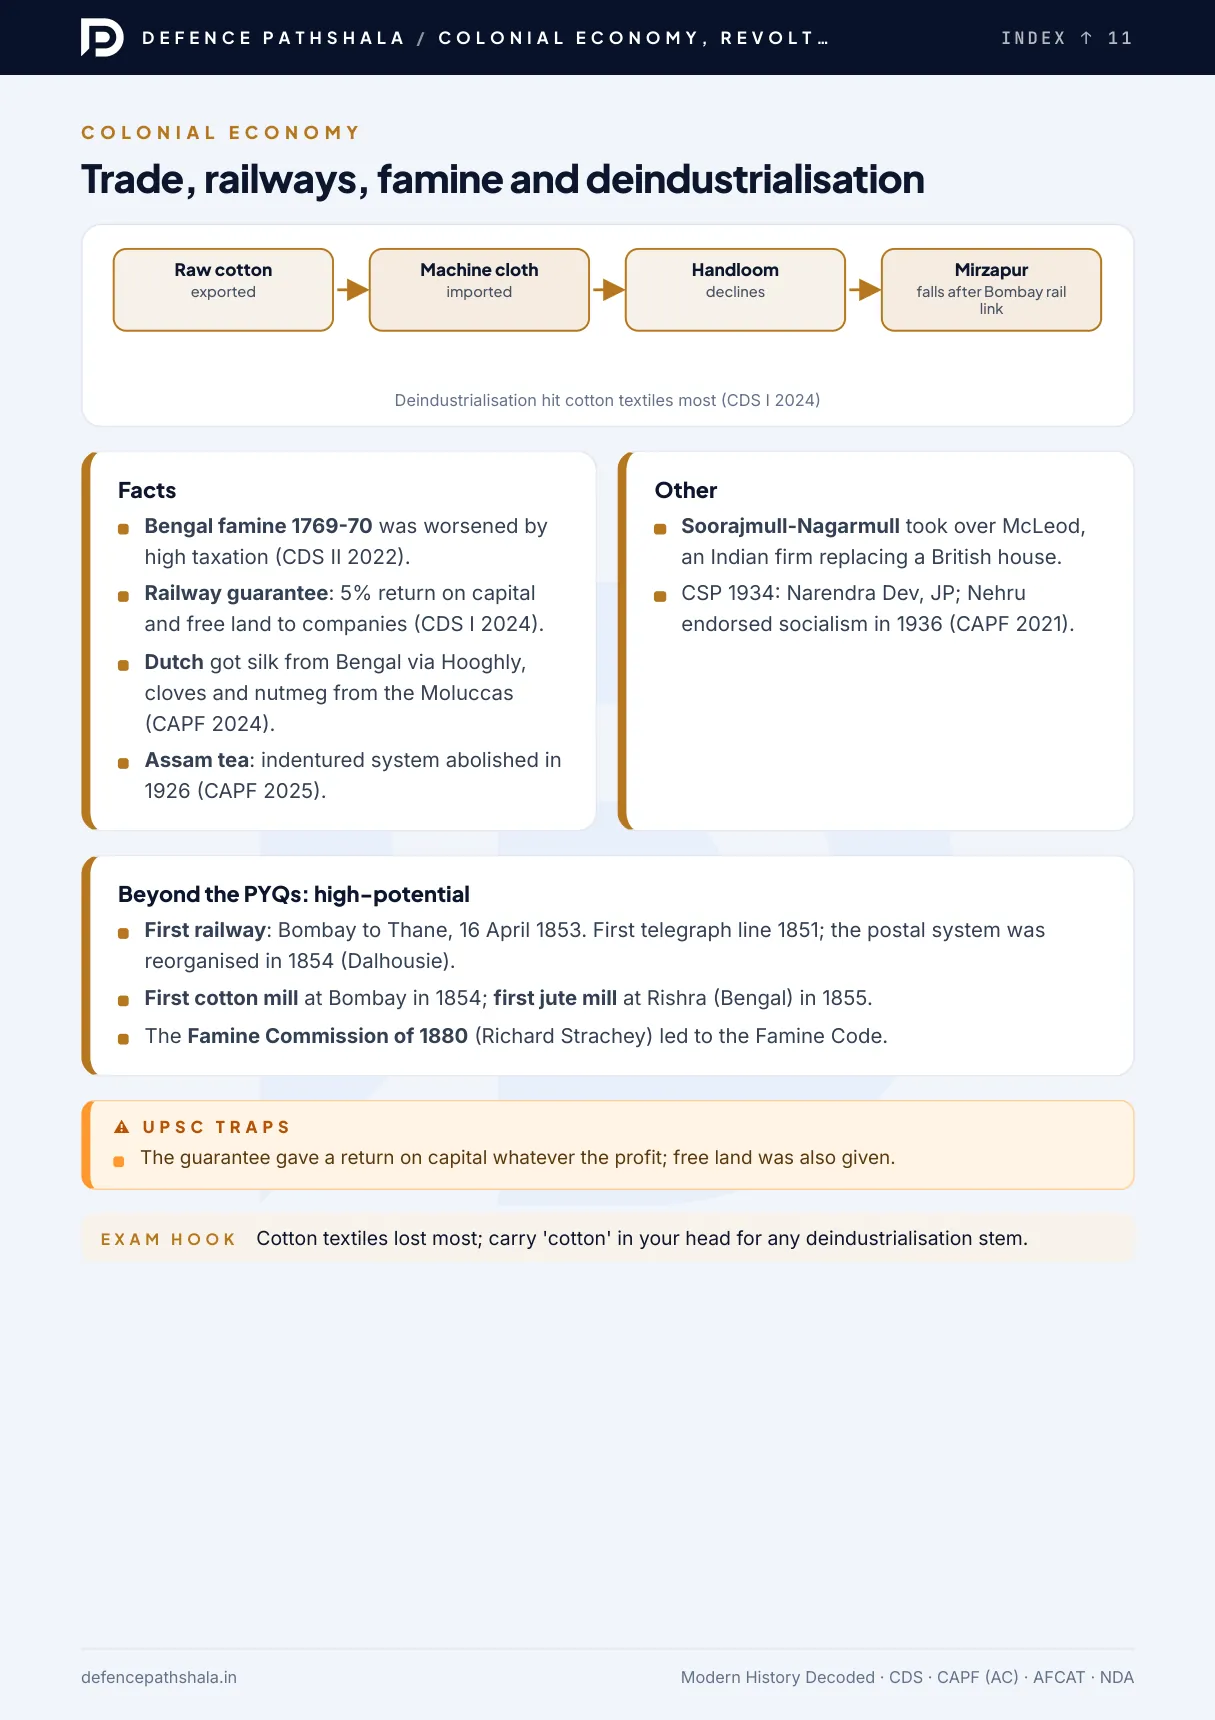 DEFENCE PATHSHALA / COLONIAL ECONOMY, REVOLT…
INDEX ↑ 11
COLONIAL ECONOMY
Trade, railways, famine and deindustrialisation
Raw cotton
exported
Machine cloth
imported
Handloom
declines
Mirzapur
falls after Bombay rail
link
Deindustrialisation hit cotton textiles most (CDS I 2024)
Facts
Bengal famine 1769-70 was worsened by
high taxation (CDS II 2022).
Railway guarantee: 5% return on capital
and free land to companies (CDS I 2024).
Dutch got silk from Bengal via Hooghly,
cloves and nutmeg from the Moluccas
(CAPF 2024).
Assam tea: indentured system abolished in
1926 (CAPF 2025).
Other
Soorajmull-Nagarmull took over McLeod,
an Indian firm replacing a British house.
CSP 1934: Narendra Dev, JP; Nehru
endorsed socialism in 1936 (CAPF 2021).
Beyond the PYQs: high-potential
First railway: Bombay to Thane, 16 April 1853. First telegraph line 1851; the postal system was
reorganised in 1854 (Dalhousie).
First cotton mill at Bombay in 1854; first jute mill at Rishra (Bengal) in 1855.
The Famine Commission of 1880 (Richard Strachey) led to the Famine Code.
⚠ UPSC TRAPS
The guarantee gave a return on capital whatever the profit; free land was also given.
EXAM HOOK Cotton textiles lost most; carry 'cotton' in your head for any deindustrialisation stem.
defencepathshala.in
Modern History Decoded · CDS · CAPF (AC) · AFCAT · NDA